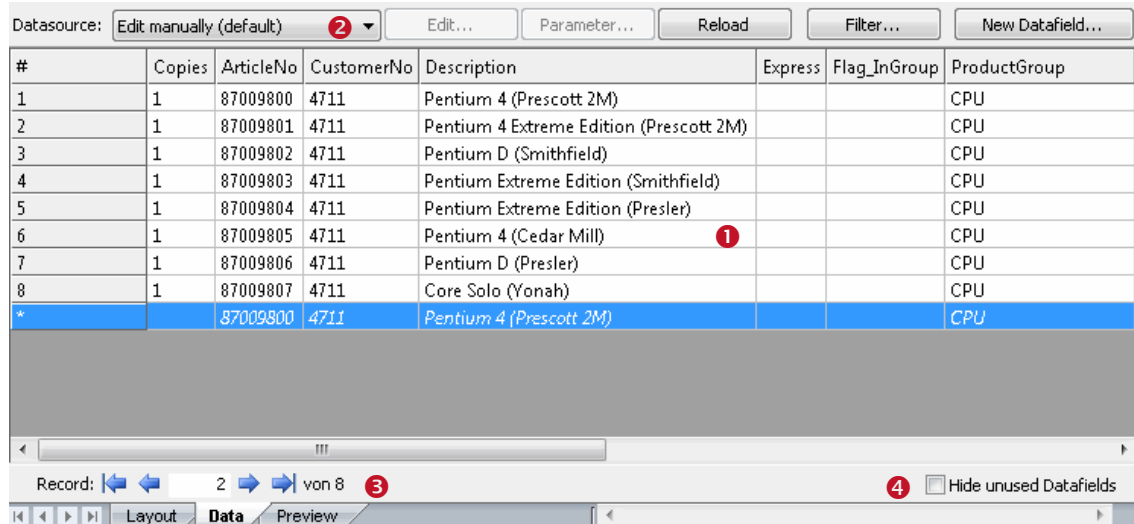 Datasource: Edit manually (default) 2 Edit... Parameter... Reload Filter... New Datafield...
# Copies ArticleNo CustomerNo Description Express Flag_InGroup ProductGroup
1 1 87009800 4711 Pentium 4 (Prescott 2M) CPU
2 1 87009801 4711 Pentium 4 Extreme Edition (Prescott 2M) CPU
3 1 87009802 4711 Pentium D (Smithfield) CPU
4 1 87009803 4711 Pentium Extreme Edition (Smithfield) CPU
5 1 87009804 4711 Pentium Extreme Edition (Presler) CPU
6 1 87009805 4711 Pentium 4 (Cedar Mill) 1 CPU
7 1 87009806 4711 Pentium D (Presler) CPU
8 1 87009807 4711 Core Solo (Yonah) CPU
* 87009800 4711 Pentium 4 (Prescott 2M) CPU
Record: 2 von 8 3 4 Hide unused Datafields
Layout Data Preview